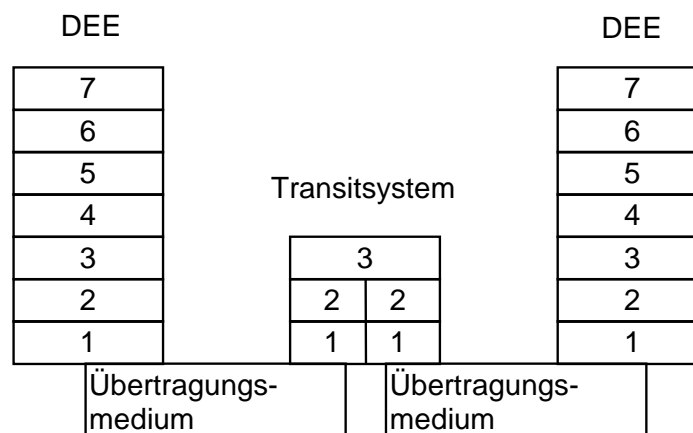 DEE DEE
7 7
6 6
5 5
Transitsystem
4 4
3 3 3
2 2 2 2
1 1 1 1
Übertragungs- Übertragungs-
medium medium